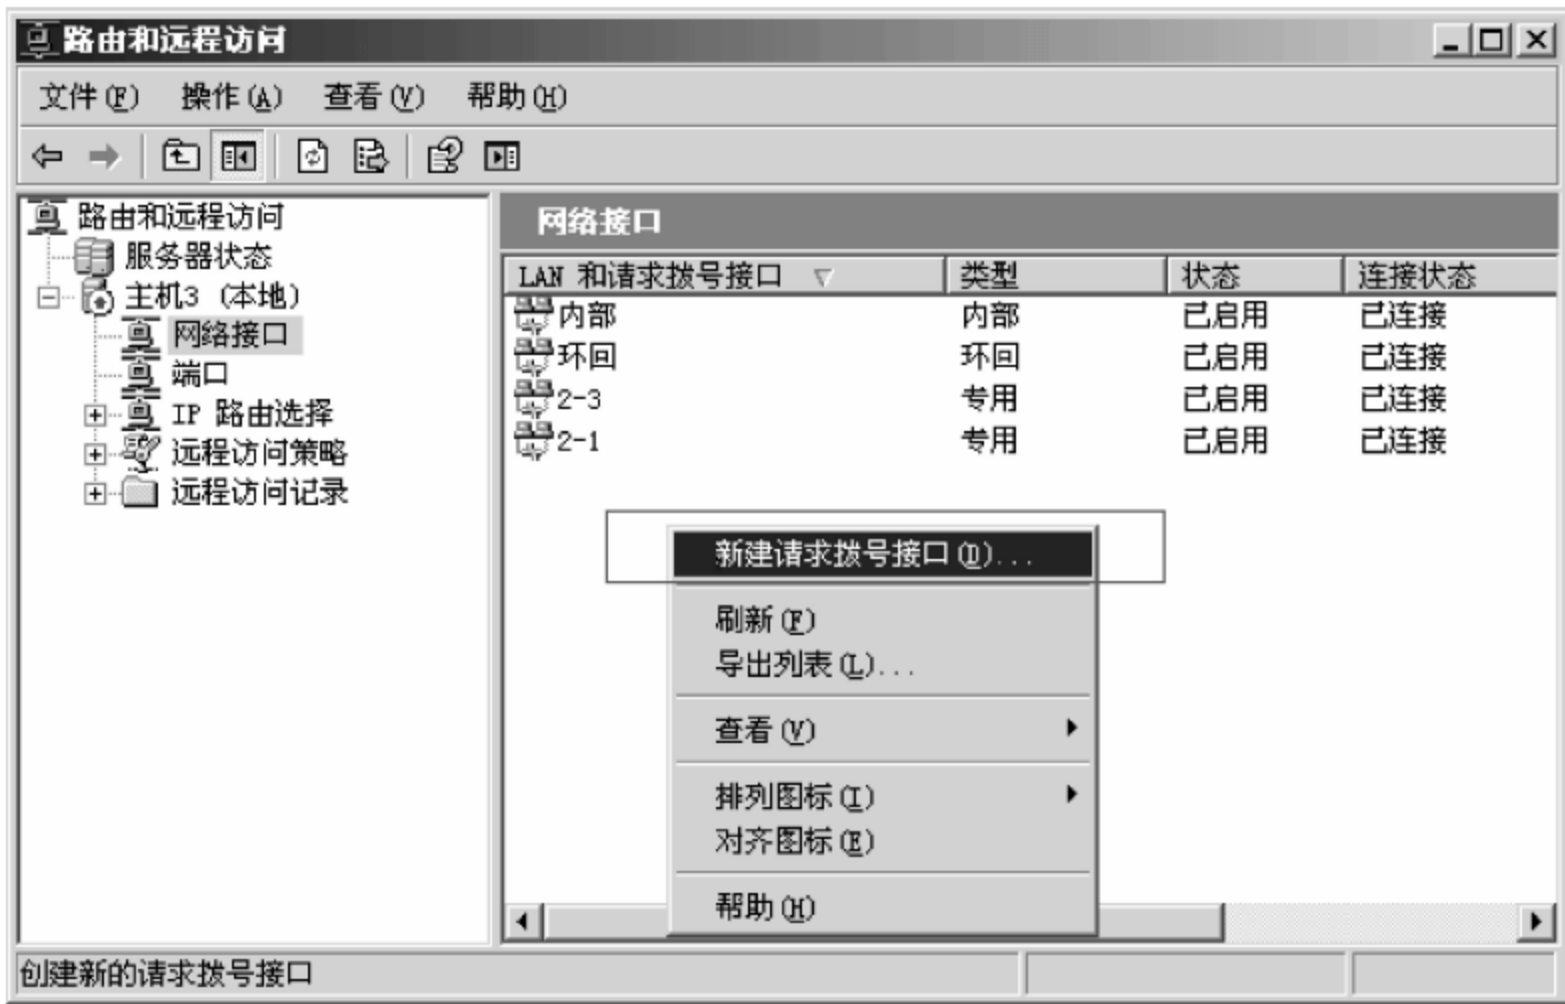 路由和远程访问
文件(F) 操作(A) 查看(V) 帮助(H)
路由和远程访问
服务器状态
主机3 (本地)
网络接口
端口
IP 路由选择
远程访问策略
远程访问记录
网络接口
LAN 和请求拨号接口 类型 状态 连接状态
内部 内部 已启用 已连接
环回 环回 已启用 已连接
2-3 专用 已启用 已连接
2-1 专用 已启用 已连接
新建请求拨号接口(D)...
刷新(F)
导出列表(L)...
查看(V)
排列图标(I)
对齐图标(E)
帮助(H)
创建新的请求拨号接口